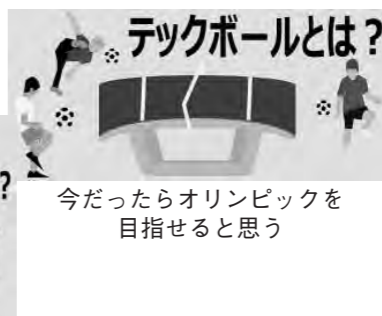 テックボールとは？
?
今だったらオリンピックを
目指せると思う